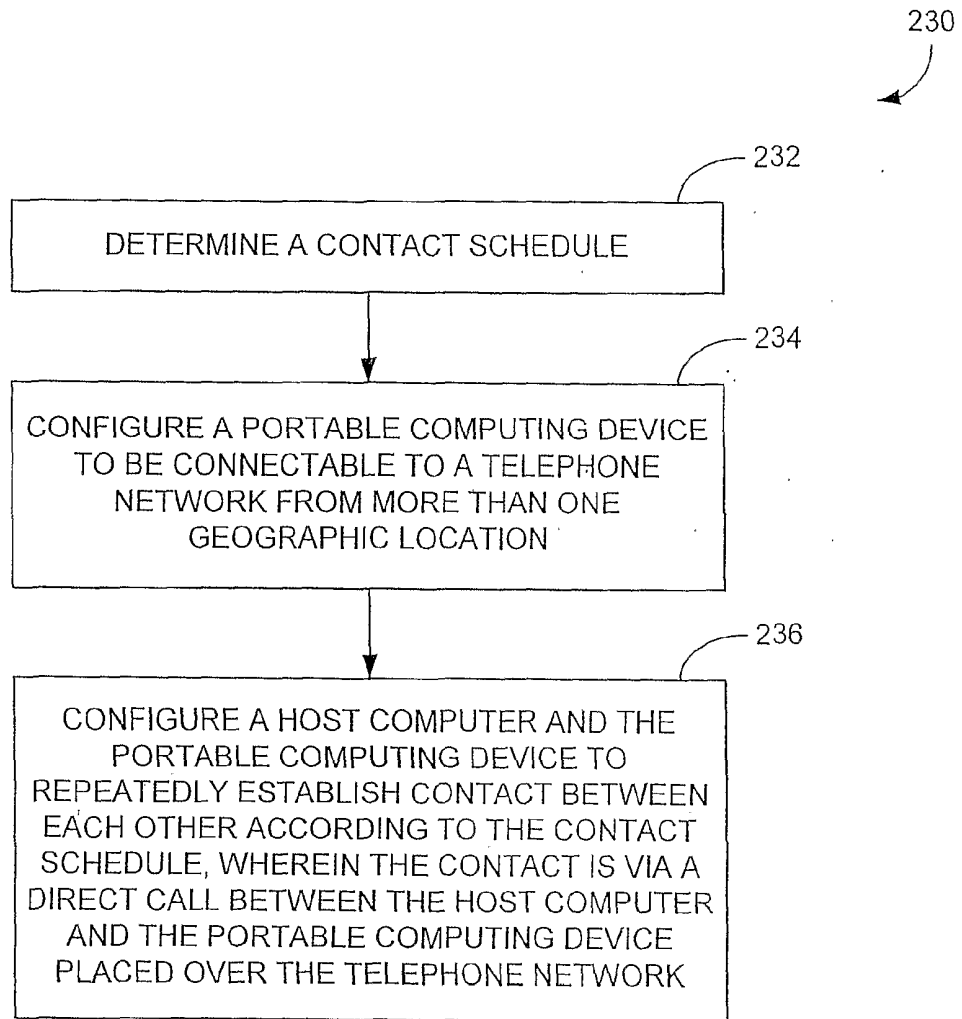 230
232
DETERMINE A CONTACT SCHEDULE
234
CONFIGURE A PORTABLE COMPUTING DEVICE
TO BE CONNECTABLE TO A TELEPHONE
NETWORK FROM MORE THAN ONE
GEOGRAPHIC LOCATION
236
CONFIGURE A HOST COMPUTER AND THE
PORTABLE COMPUTING DEVICE TO
REPEATEDLY ESTABLISH CONTACT BETWEEN
EACH OTHER ACCORDING TO THE CONTACT
SCHEDULE, WHEREIN THE CONTACT IS VIA A
DIRECT CALL BETWEEN THE HOST COMPUTER
AND THE PORTABLE COMPUTING DEVICE
PLACED OVER THE TELEPHONE NETWORK